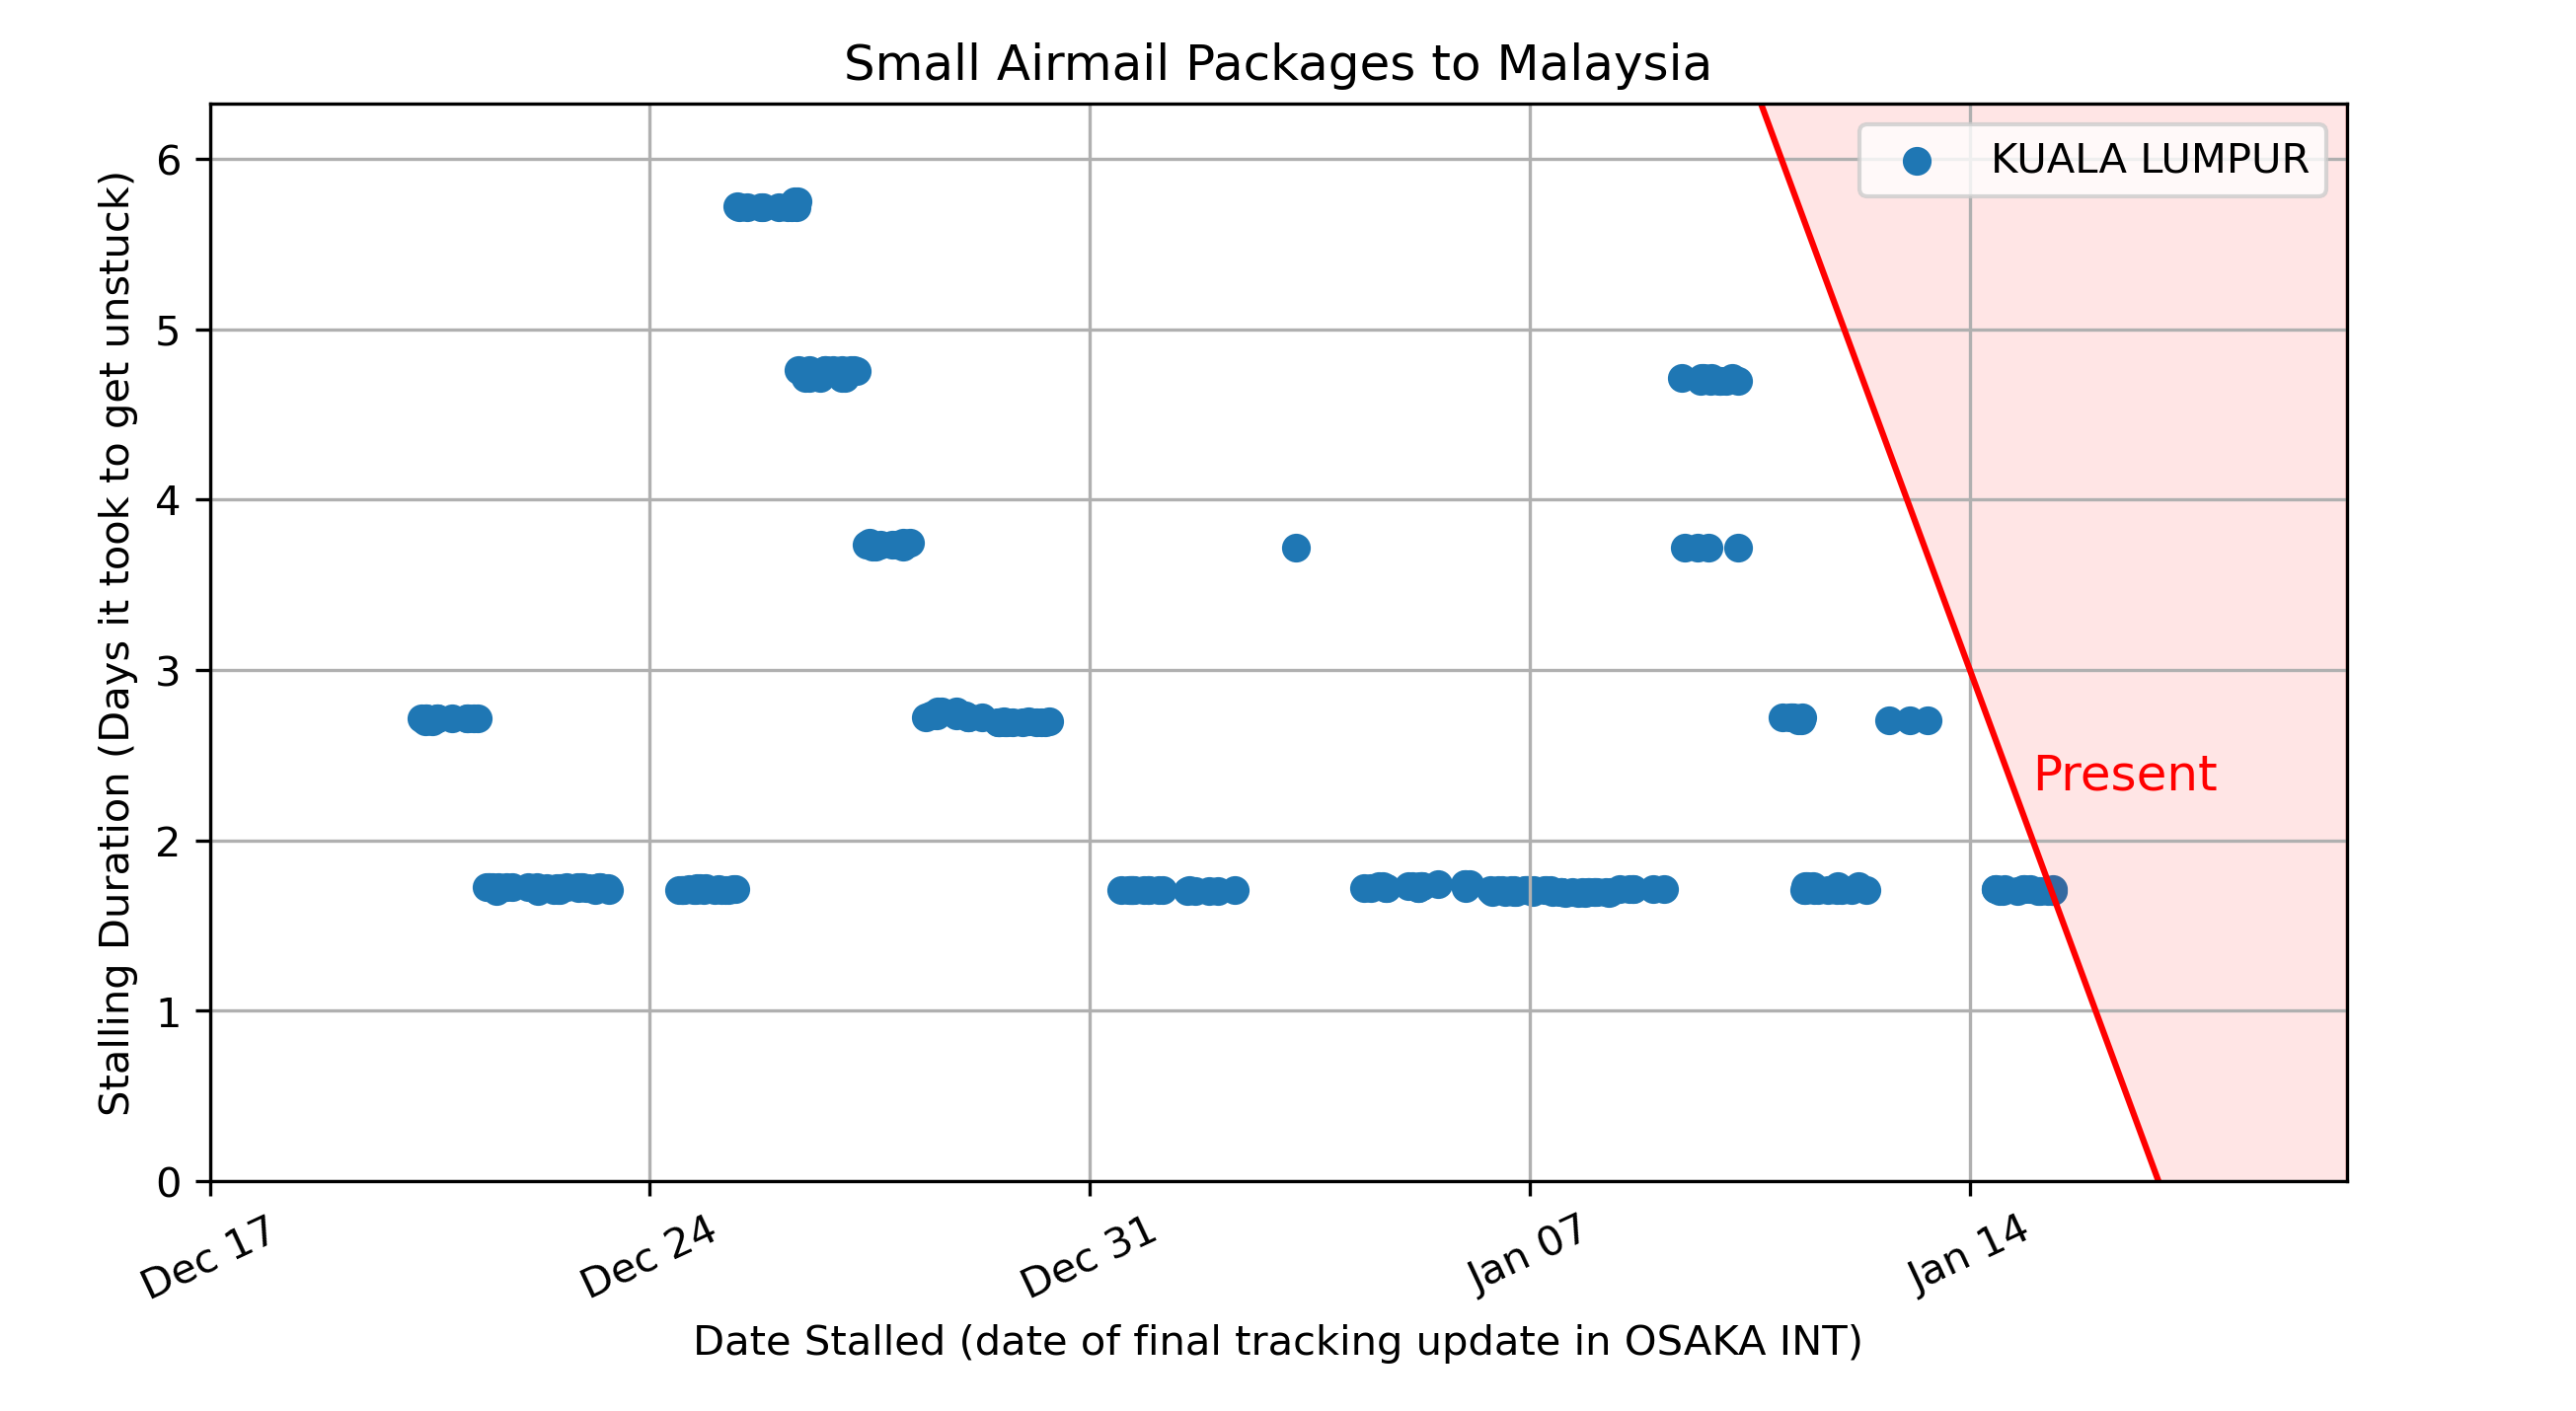 Small Airmail Packages to Malaysia
KUALA LUMPUR
Stalling Duration (Days it took to get unstuck)
6
5
4
3
2
1
0
Present
Dec 17
Dec 24
Dec 31
Jan 07
Jan 14
Date Stalled (date of final tracking update in OSAKA INT)